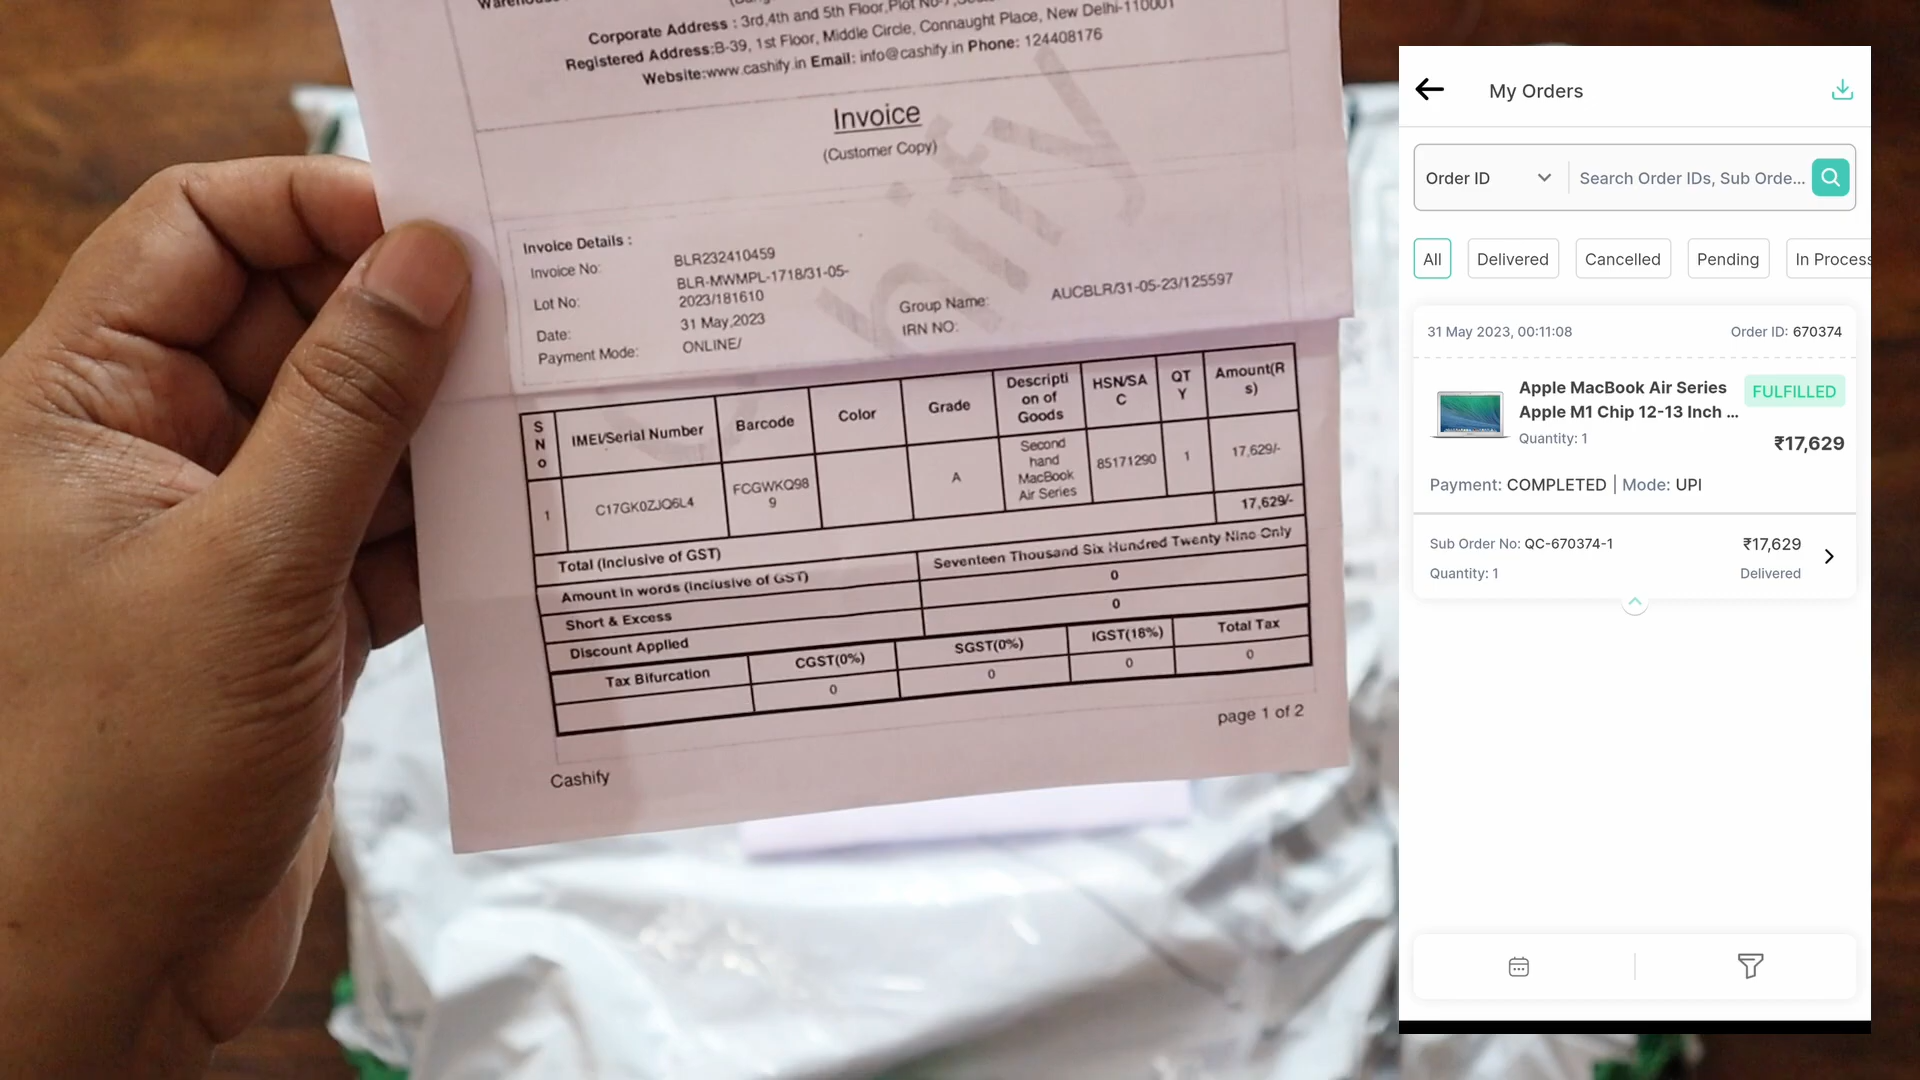 Corporate Address : 3rd,4th and 5th Floor,Plot
Registered Address:B-39, 1st Floor, Middle Circle, Connaught Place, New Delhi-110001
Website:www.cashify.in Email: info@cashify.in Phone: 124408176
Invoice
(Customer Copy)
Invoice Details :
Invoice No: BLR232410459
Lot No: BLR-MWMPL-1718/31-05-
2023/181610
Group Name: AUCBLR/31-05-23/125597
Date: 31 May,2023
IRN NO:
Payment Mode: ONLINE/
S
N
o
IMEI/Serial Number
Barcode
Color
Grade
Descripti
on of
Goods
HSN/SA
C
QT
Y
Amount(R
s)
1
C17GK0ZJQ6L4
FCGWKQ98
9
A
Second
hand
MacBook
Air Series
85171290
1
17,629/-
17,629/-
Total (Inclusive of GST)
Amount in words (Inclusive of GST) Seventeen Thousand Six Hundred Twenty Nine Only
Short & Excess 0
Discount Applied 0
Tax Bifurcation CGST(0%) SGST(0%) IGST(18%) Total Tax
0 0 0 0
page 1 of 2
Cashify
My Orders
Order ID
Search Order IDs, Sub Orde...
All Delivered Cancelled Pending In Process
31 May 2023, 00:11:08 Order ID: 670374
Apple MacBook Air Series
Apple M1 Chip 12-13 Inch ...
FULFILLED
Quantity: 1
₹17,629
Payment: COMPLETED | Mode: UPI
Sub Order No: QC-670374-1 ₹17,629
Quantity: 1 Delivered